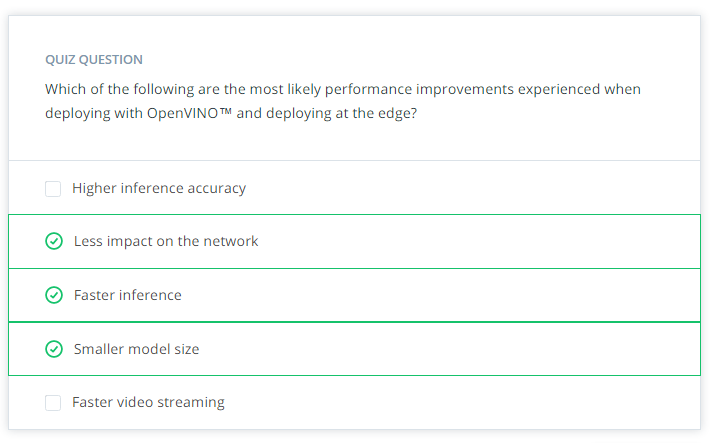 QUIZ QUESTION
Which of the following are the most likely performance improvements experienced when
deploying with OpenVINO™ and deploying at the edge?
Higher inference accuracy
Less impact on the network
Faster inference
Smaller model size
Faster video streaming